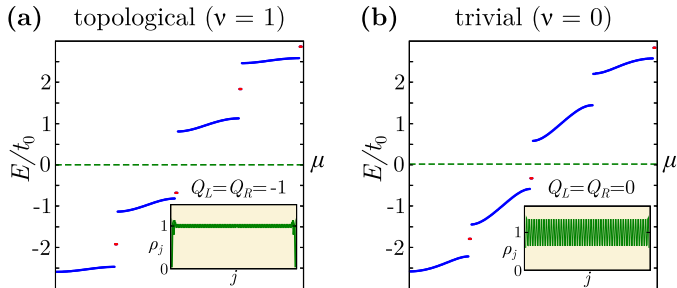 (a) topological (ν = 1)
E/t₀
2
1
0
-1
-2
μ
Q_L=Q_R=-1
ρ_j
1
0
j
(b) trivial (ν = 0)
E/t₀
2
1
0
-1
-2
μ
Q_L=Q_R=0
ρ_j
1
0
j